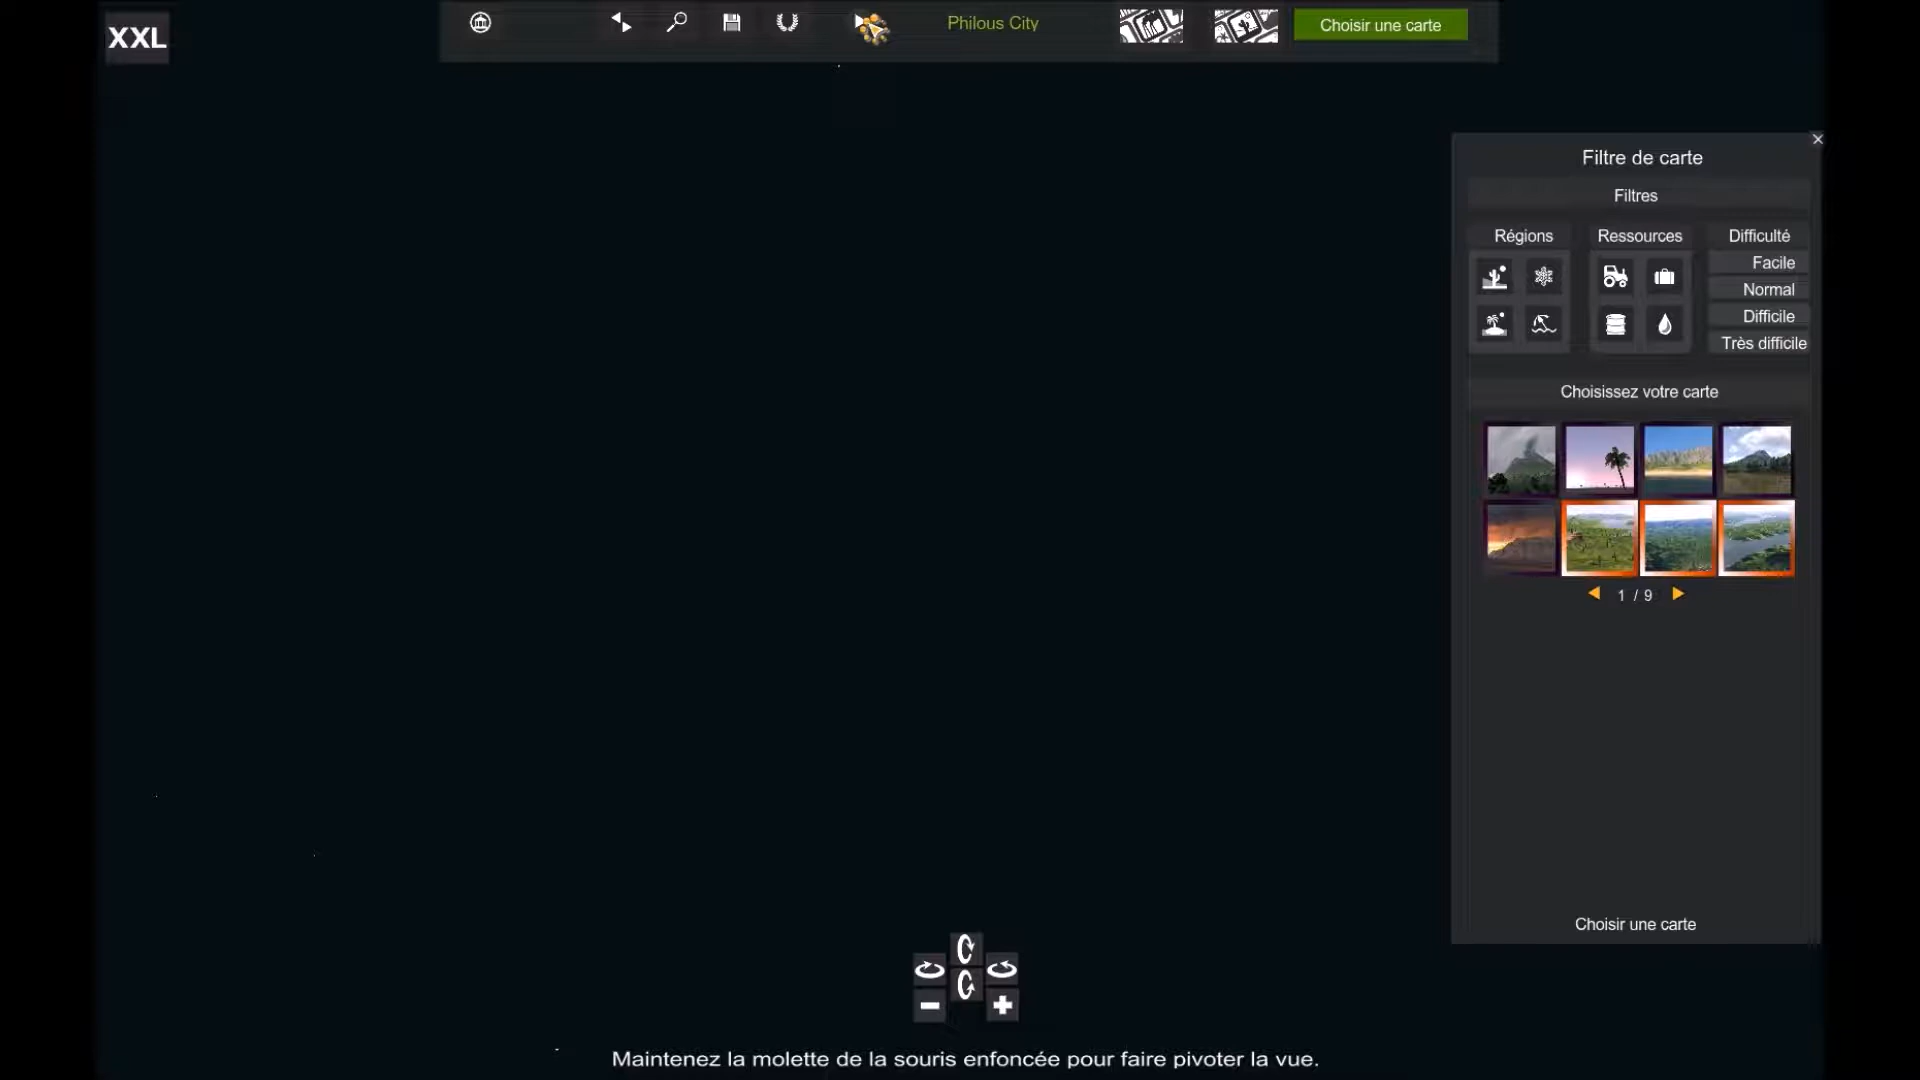 XXL
Philous City
Choisir une carte
Filtre de carte
Filtres
Régions
Ressources
Difficulté
Facile
Normal
Difficile
Très difficile
Choisissez votre carte
1 / 9
Choisir une carte
Maintenez la molette de la souris enfoncée pour faire pivoter la vue.